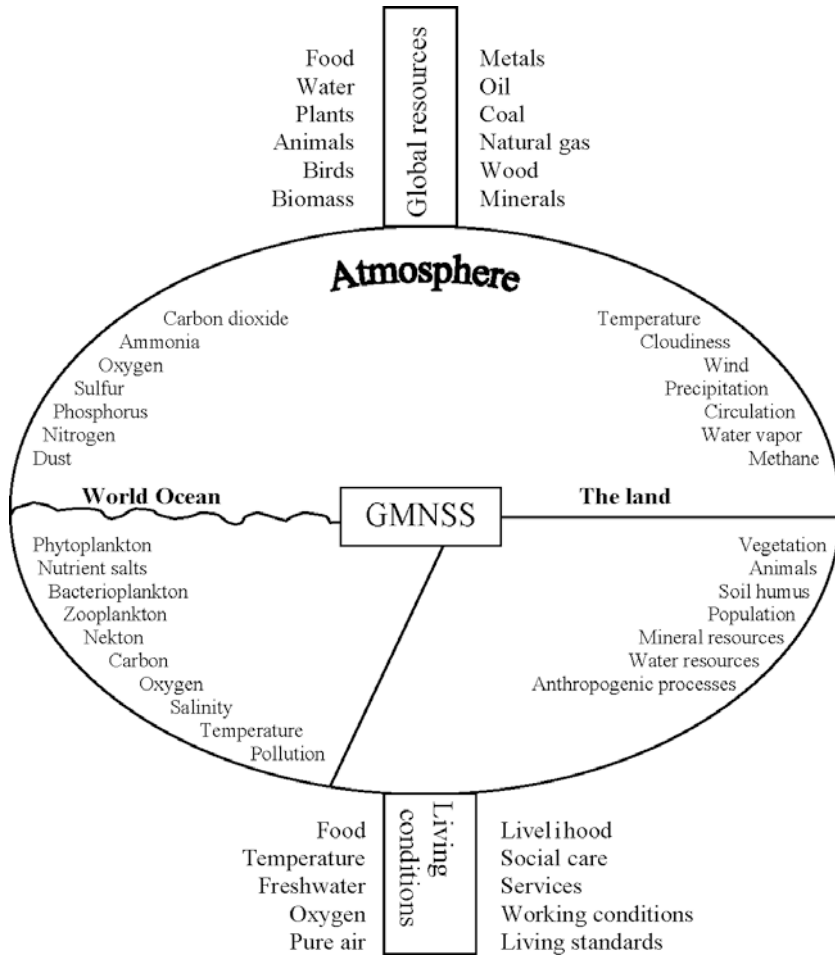 Food
Water
Plants
Animals
Birds
Biomass
Global resources
Metals
Oil
Coal
Natural gas
Wood
Minerals
Atmosphere
Carbon dioxide
Ammonia
Oxygen
Sulfur
Phosphorus
Nitrogen
Dust
Temperature
Cloudiness
Wind
Precipitation
Circulation
Water vapor
Methane
World Ocean
GMNSS
The land
Phytoplankton
Nutrient salts
Bacterioplankton
Zooplankton
Nekton
Carbon
Oxygen
Salinity
Temperature
Pollution
Vegetation
Animals
Soil humus
Population
Mineral resources
Water resources
Anthropogenic processes
Food
Temperature
Freshwater
Oxygen
Pure air
Living
conditions
Livelihood
Social care
Services
Working conditions
Living standards